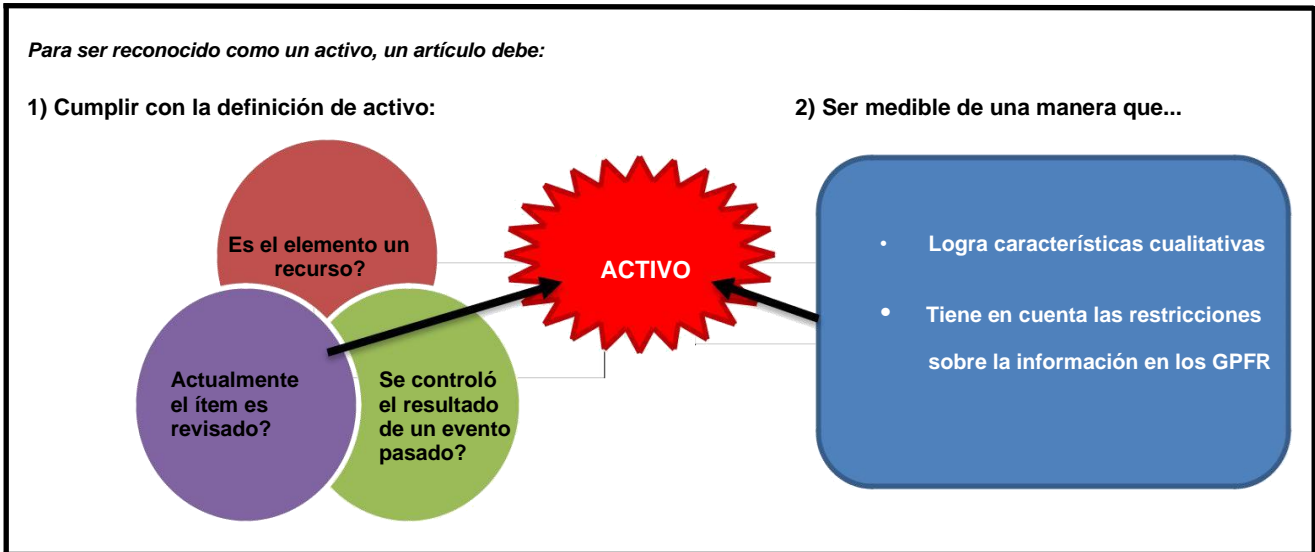 Para ser reconocido como un activo, un artículo debe:
1) Cumplir con la definición de activo:
2) Ser medible de una manera que...
Es el elemento un
recurso?
Actualmente
el ítem es
revisado?
Se controló
el resultado
de un evento
pasado?
ACTIVO
• Logra características cualitativas
• Tiene en cuenta las restricciones
sobre la información en los GPFR